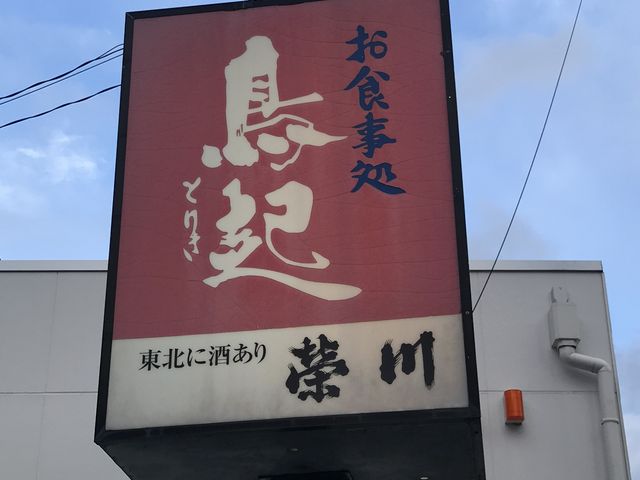 お食事処
鳥起
とりき
東北に酒あり
榮川